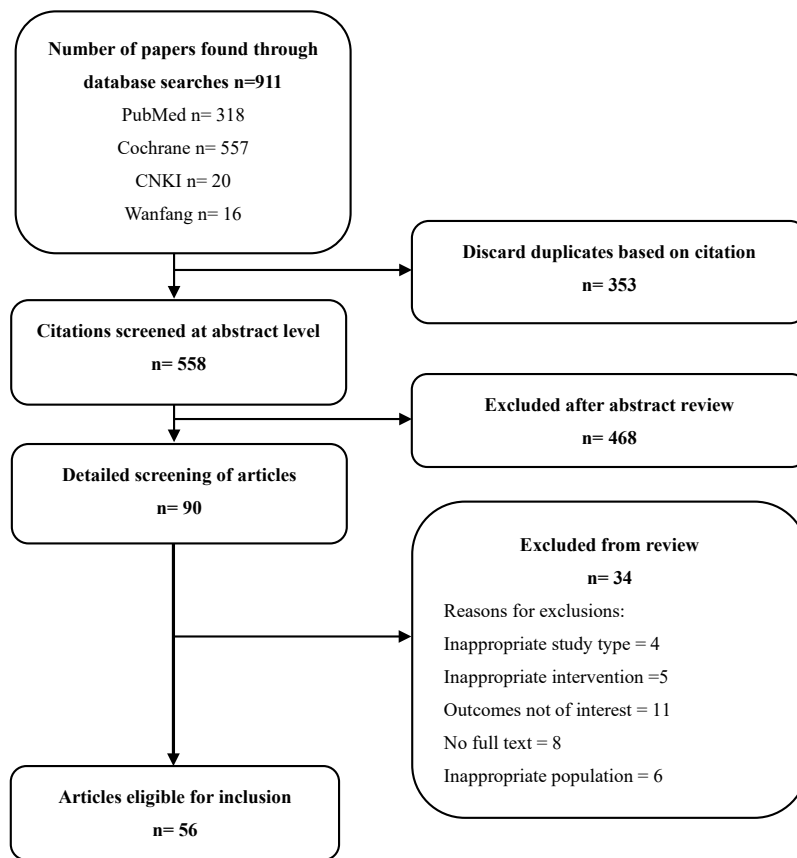 Number of papers found through
database searches n=911
PubMed n= 318
Cochrane n= 557
CNKI n= 20
Wanfang n= 16
Discard duplicates based on citation
n= 353
Citations screened at abstract level
n= 558
Excluded after abstract review
n= 468
Detailed screening of articles
n= 90
Excluded from review
n= 34
Reasons for exclusions:
Inappropriate study type = 4
Inappropriate intervention =5
Outcomes not of interest = 11
No full text = 8
Inappropriate population = 6
Articles eligible for inclusion
n= 56